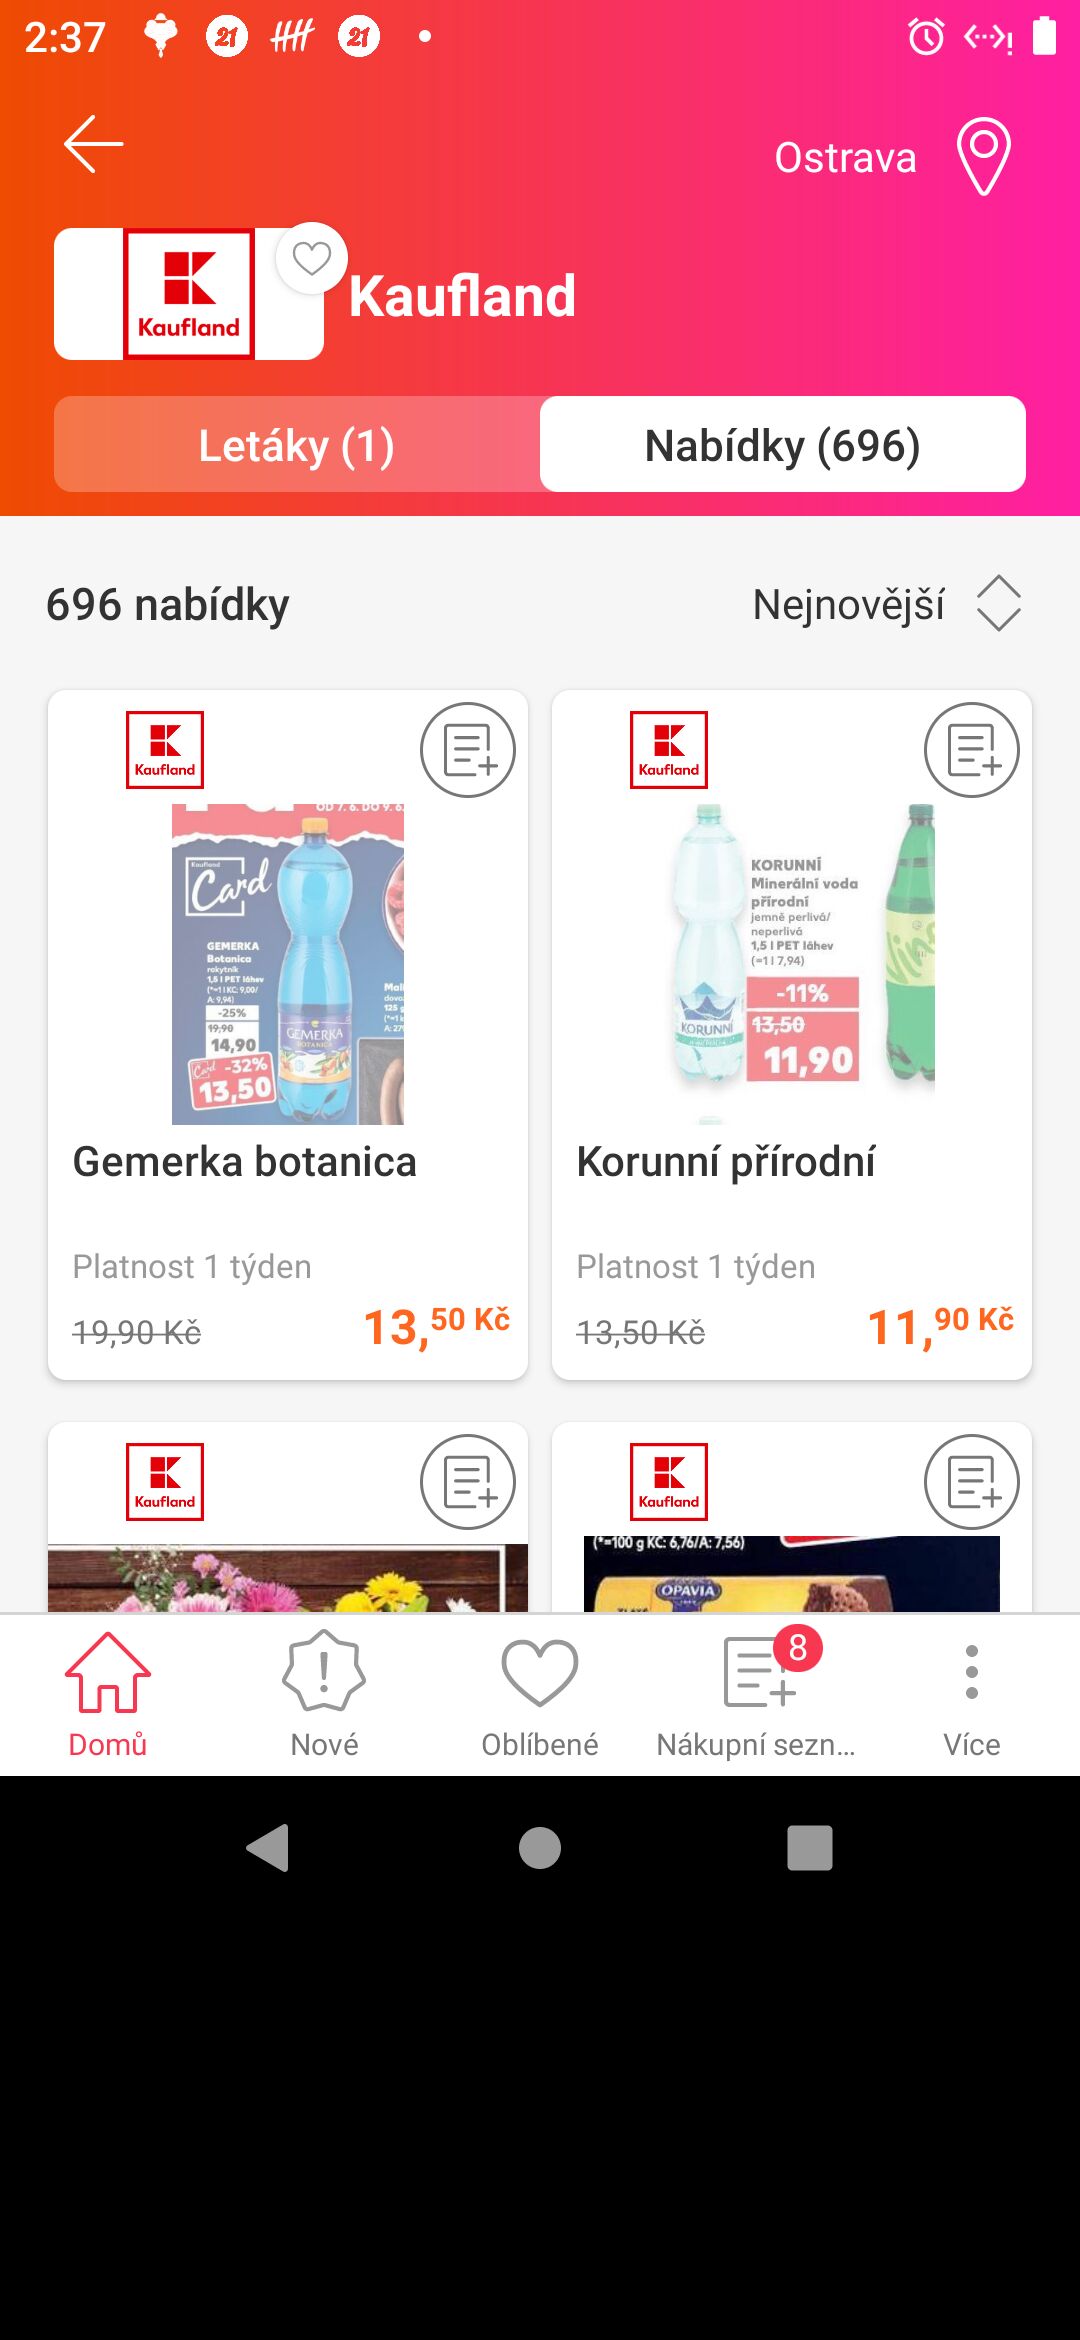 2:37
21
21
Ostrava
Kaufland
Kaufland
Letáky (1)
Nabídky (696)
696 nabídky
Nejnovější
Kaufland
Kaufland
OD 7. 6. DO 9. 6.
Kaufland
Card
GEMERKA
Botanica
rakytník
1,5 l PET láhev
(*=1 l KC: 9,00/
A: 9,94)
-25%
19,90
14,90
Card -32%
13,50
GEMERKA
BOTANICA
KORUNNÍ
Minerální voda
přírodní
jemně perlivá/
neperlivá
1,5 l PET láhev
(=1 l 7,94)
-11%
13,50
11,90
KORUNNI
Gemerka botanica
Korunní přírodní
Platnost 1 týden
Platnost 1 týden
19,90 Kč
13,50 Kč
13,50 Kč
11,90 Kč
Kaufland
Kaufland
(*=100 g KC: 6,76/A: 7,56)
OPAVIA
Domů
Nové
Oblíbené
8
Nákupní sezn...
Více